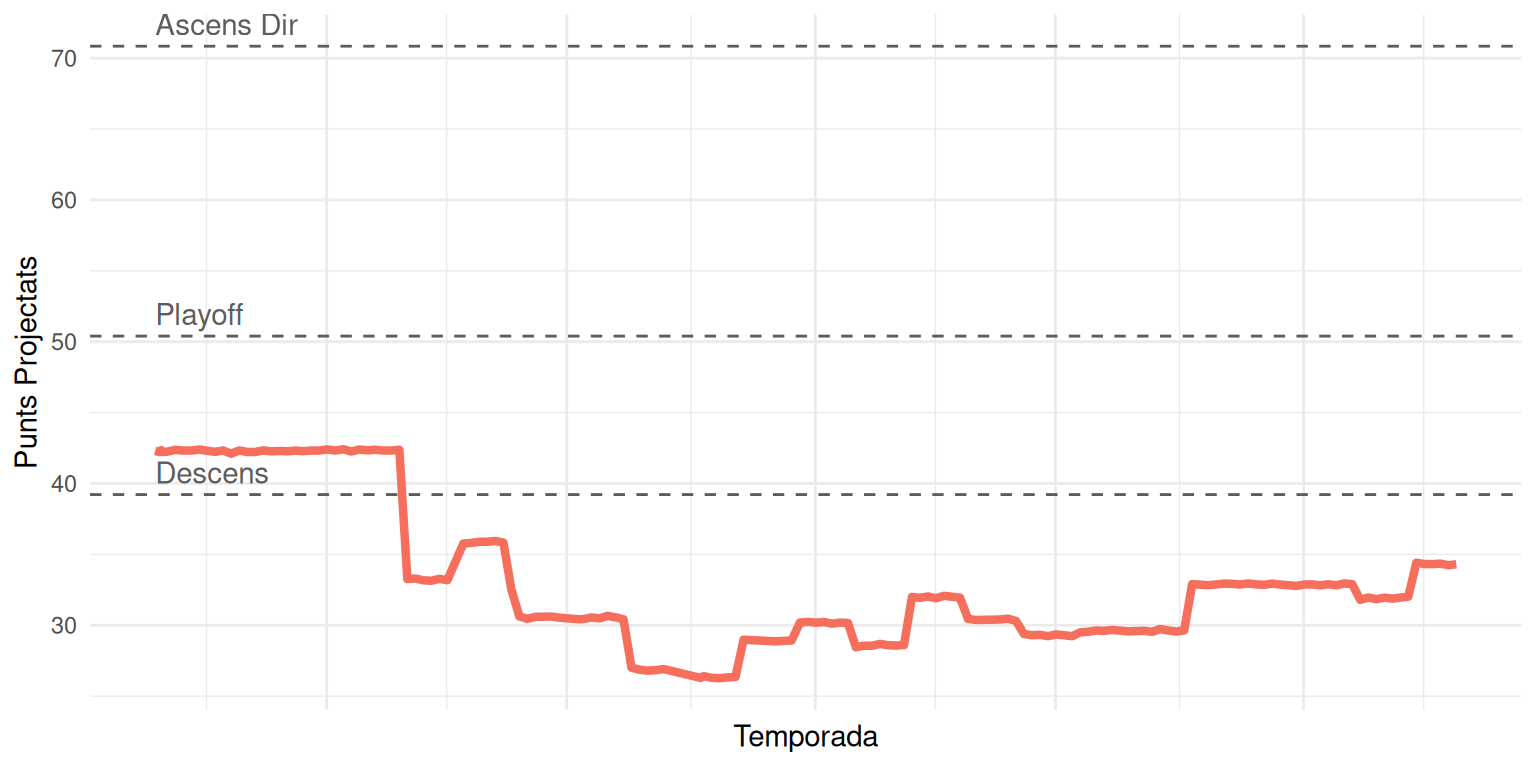 Ascens Dir
70
60
Playoff
50
Punts Projectats
Descens
40
30
Temporada